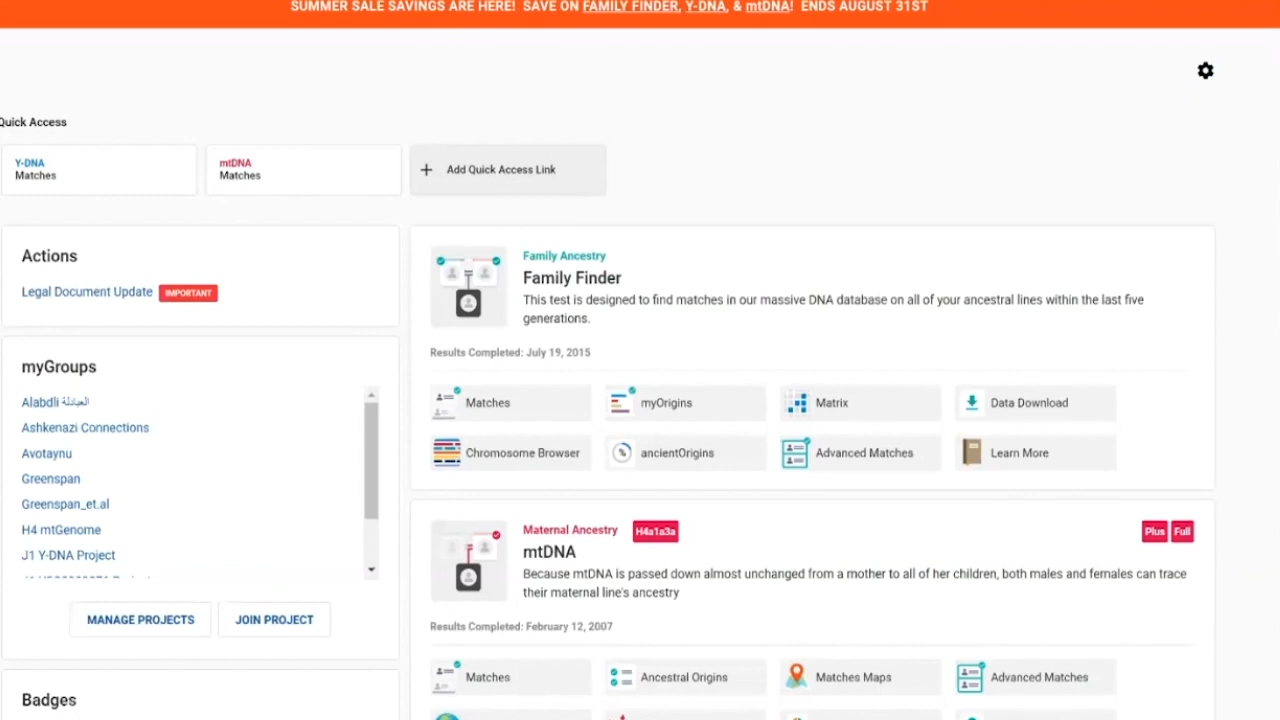 SUMMER SALE SAVINGS ARE HERE! SAVE ON FAMILY FINDER, Y-DNA, & mtDNA! ENDS AUGUST 31ST
Quick Access
Y-DNA
Matches
mtDNA
Matches
+ Add Quick Access Link
Actions
Legal Document Update IMPORTANT
myGroups
Alabdli العبادلة
Ashkenazi Connections
Avotaynu
Greenspan
Greenspan_et.al
H4 mtGenome
J1 Y-DNA Project
MANAGE PROJECTS JOIN PROJECT
Badges
Family Ancestry
Family Finder
This test is designed to find matches in our massive DNA database on all of your ancestral lines within the last five
generations.
Results Completed: July 19, 2015
Matches myOrigins Matrix Data Download
Chromosome Browser ancientOrigins Advanced Matches Learn More
Maternal Ancestry H4a1a3a Plus Full
mtDNA
Because mtDNA is passed down almost unchanged from a mother to all of her children, both males and females can trace
their maternal line's ancestry
Results Completed: February 12, 2007
Matches Ancestral Origins Matches Maps Advanced Matches